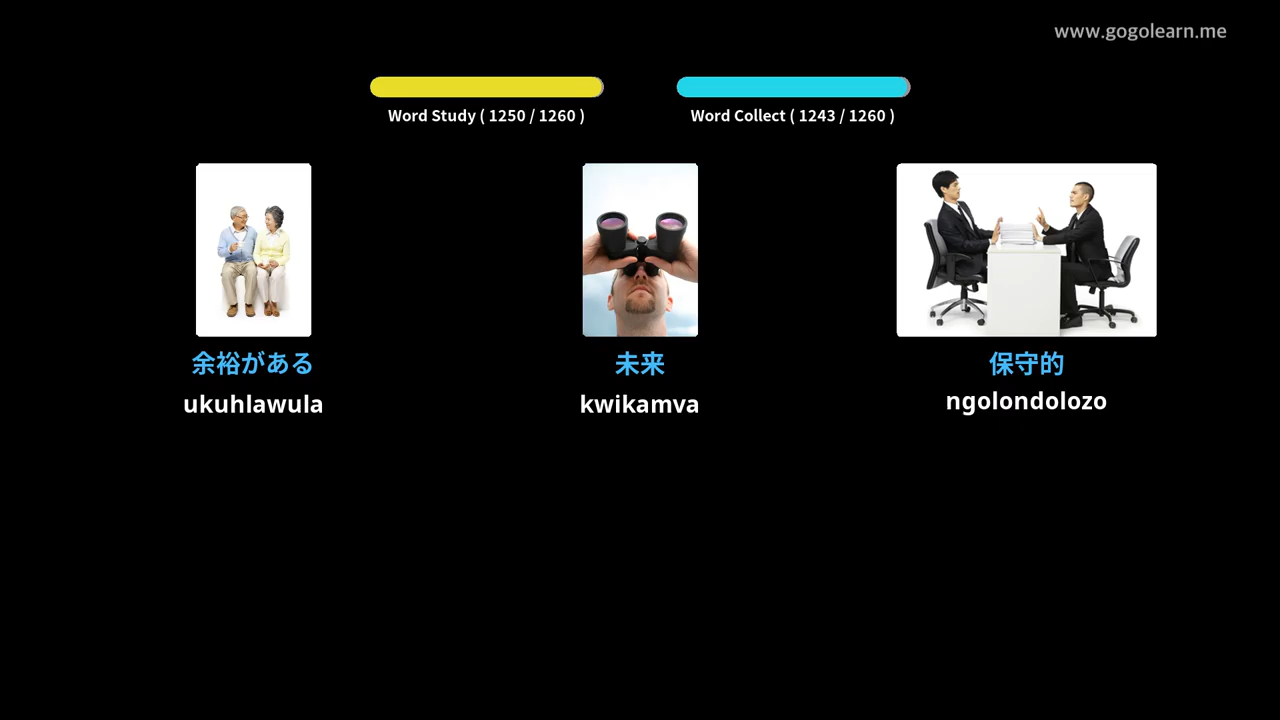 www.gogolearn.me
Word Study ( 1250 / 1260 )
Word Collect ( 1243 / 1260 )
余裕がある
未来
保守的
ukuhlawula
kwikamva
ngolondolozo